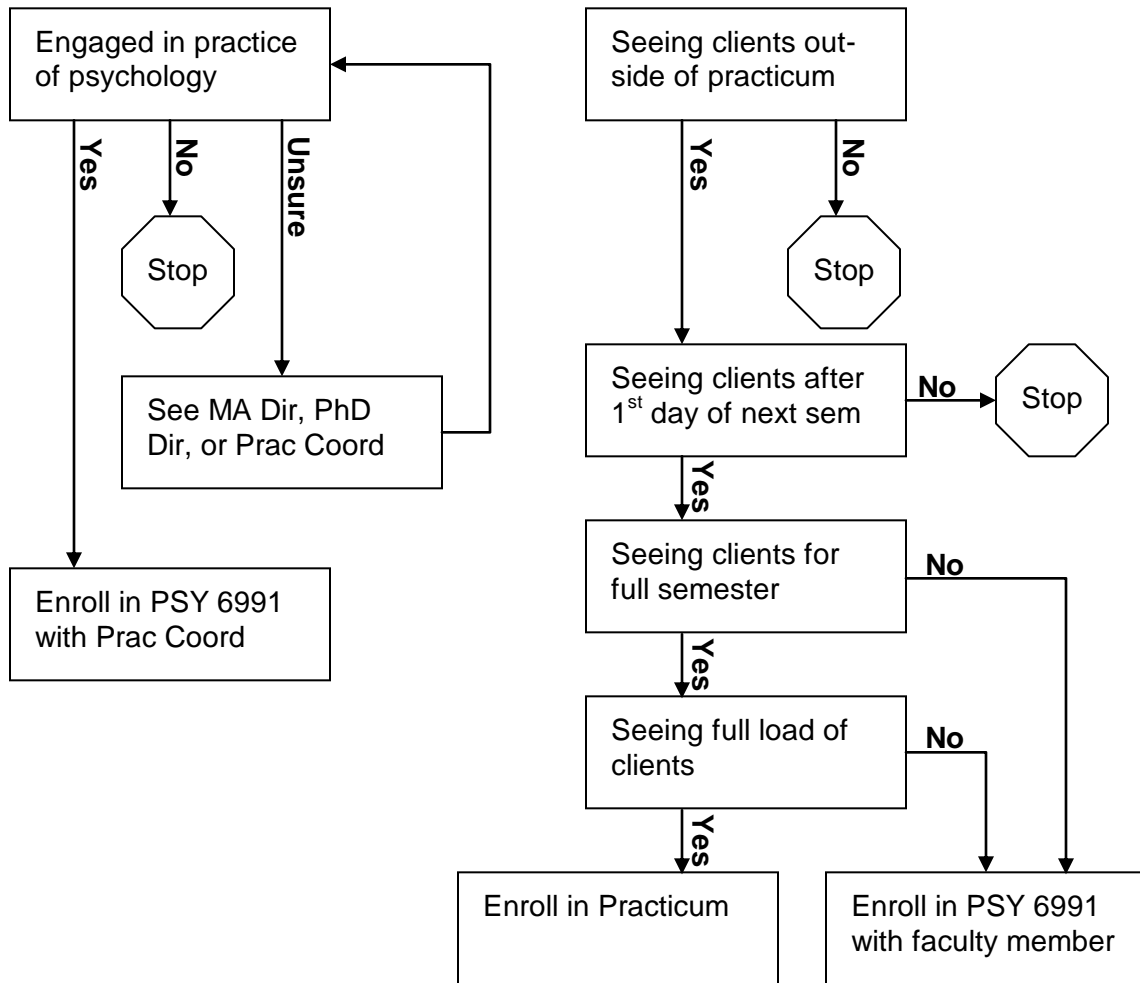 Engaged in practice
of psychology
Yes
No
Unsure
Stop
See MA Dir, PhD
Dir, or Prac Coord
Enroll in PSY 6991
with Prac Coord
Seeing clients out-
side of practicum
Yes
No
Stop
Seeing clients after
1st day of next sem
No
Stop
Yes
Seeing clients for
full semester
No
Yes
Seeing full load of
clients
No
Yes
Enroll in Practicum
Enroll in PSY 6991
with faculty member